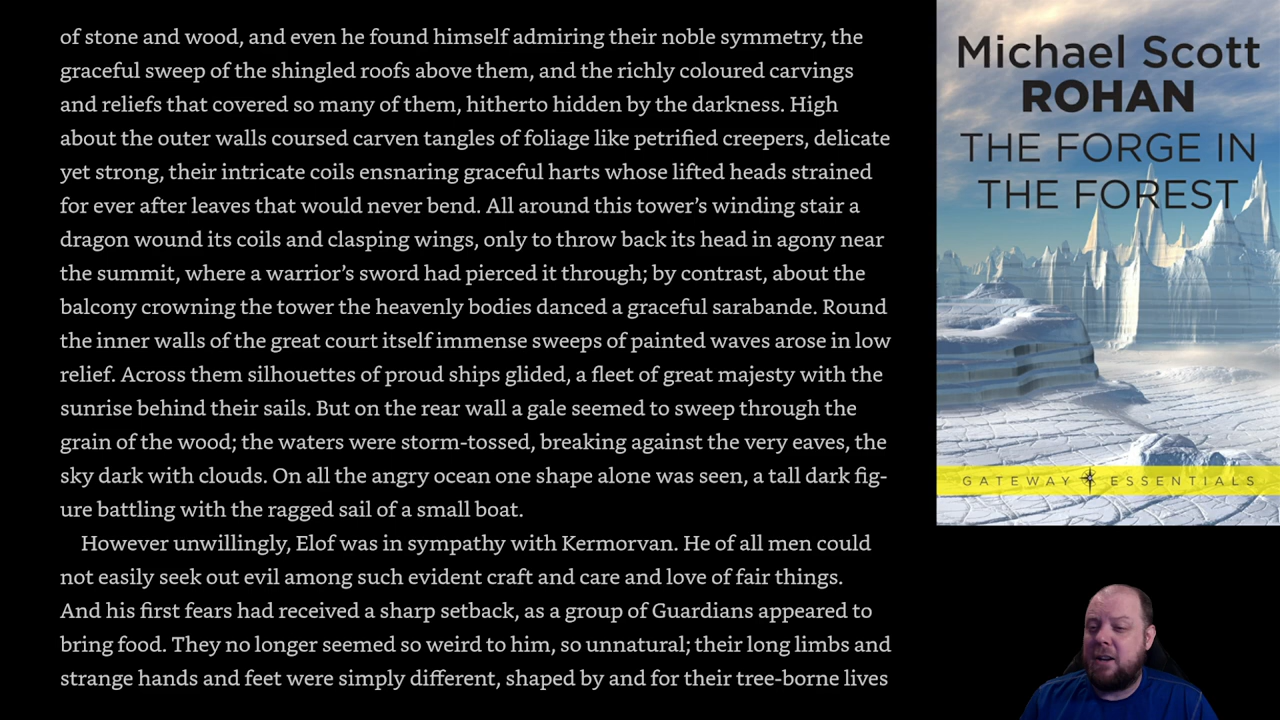 of stone and wood, and even he found himself admiring their noble symmetry, the
graceful sweep of the shingled roofs above them, and the richly coloured carvings
and reliefs that covered so many of them, hitherto hidden by the darkness. High
about the outer walls coursed carven tangles of foliage like petrified creepers, delicate
yet strong, their intricate coils ensnaring graceful harts whose lifted heads strained
for ever after leaves that would never bend. All around this tower’s winding stair a
dragon wound its coils and clasping wings, only to throw back its head in agony near
the summit, where a warrior’s sword had pierced it through; by contrast, about the
balcony crowning the tower the heavenly bodies danced a graceful sarabande. Round
the inner walls of the great court itself immense sweeps of painted waves arose in low
relief. Across them silhouettes of proud ships glided, a fleet of great majesty with the
sunrise behind their sails. But on the rear wall a gale seemed to sweep through the
grain of the wood; the waters were storm-tossed, breaking against the very eaves, the
sky dark with clouds. On all the angry ocean one shape alone was seen, a tall dark fig-
ure battling with the ragged sail of a small boat.
However unwillingly, Elof was in sympathy with Kermorvan. He of all men could
not easily seek out evil among such evident craft and care and love of fair things.
And his first fears had received a sharp setback, as a group of Guardians appeared to
bring food. They no longer seemed so weird to him, so unnatural; their long limbs and
strange hands and feet were simply different, shaped by and for their tree-borne lives
Michael Scott
ROHAN
THE FORGE IN
THE FOREST
GATEWAY ESSENTIALS